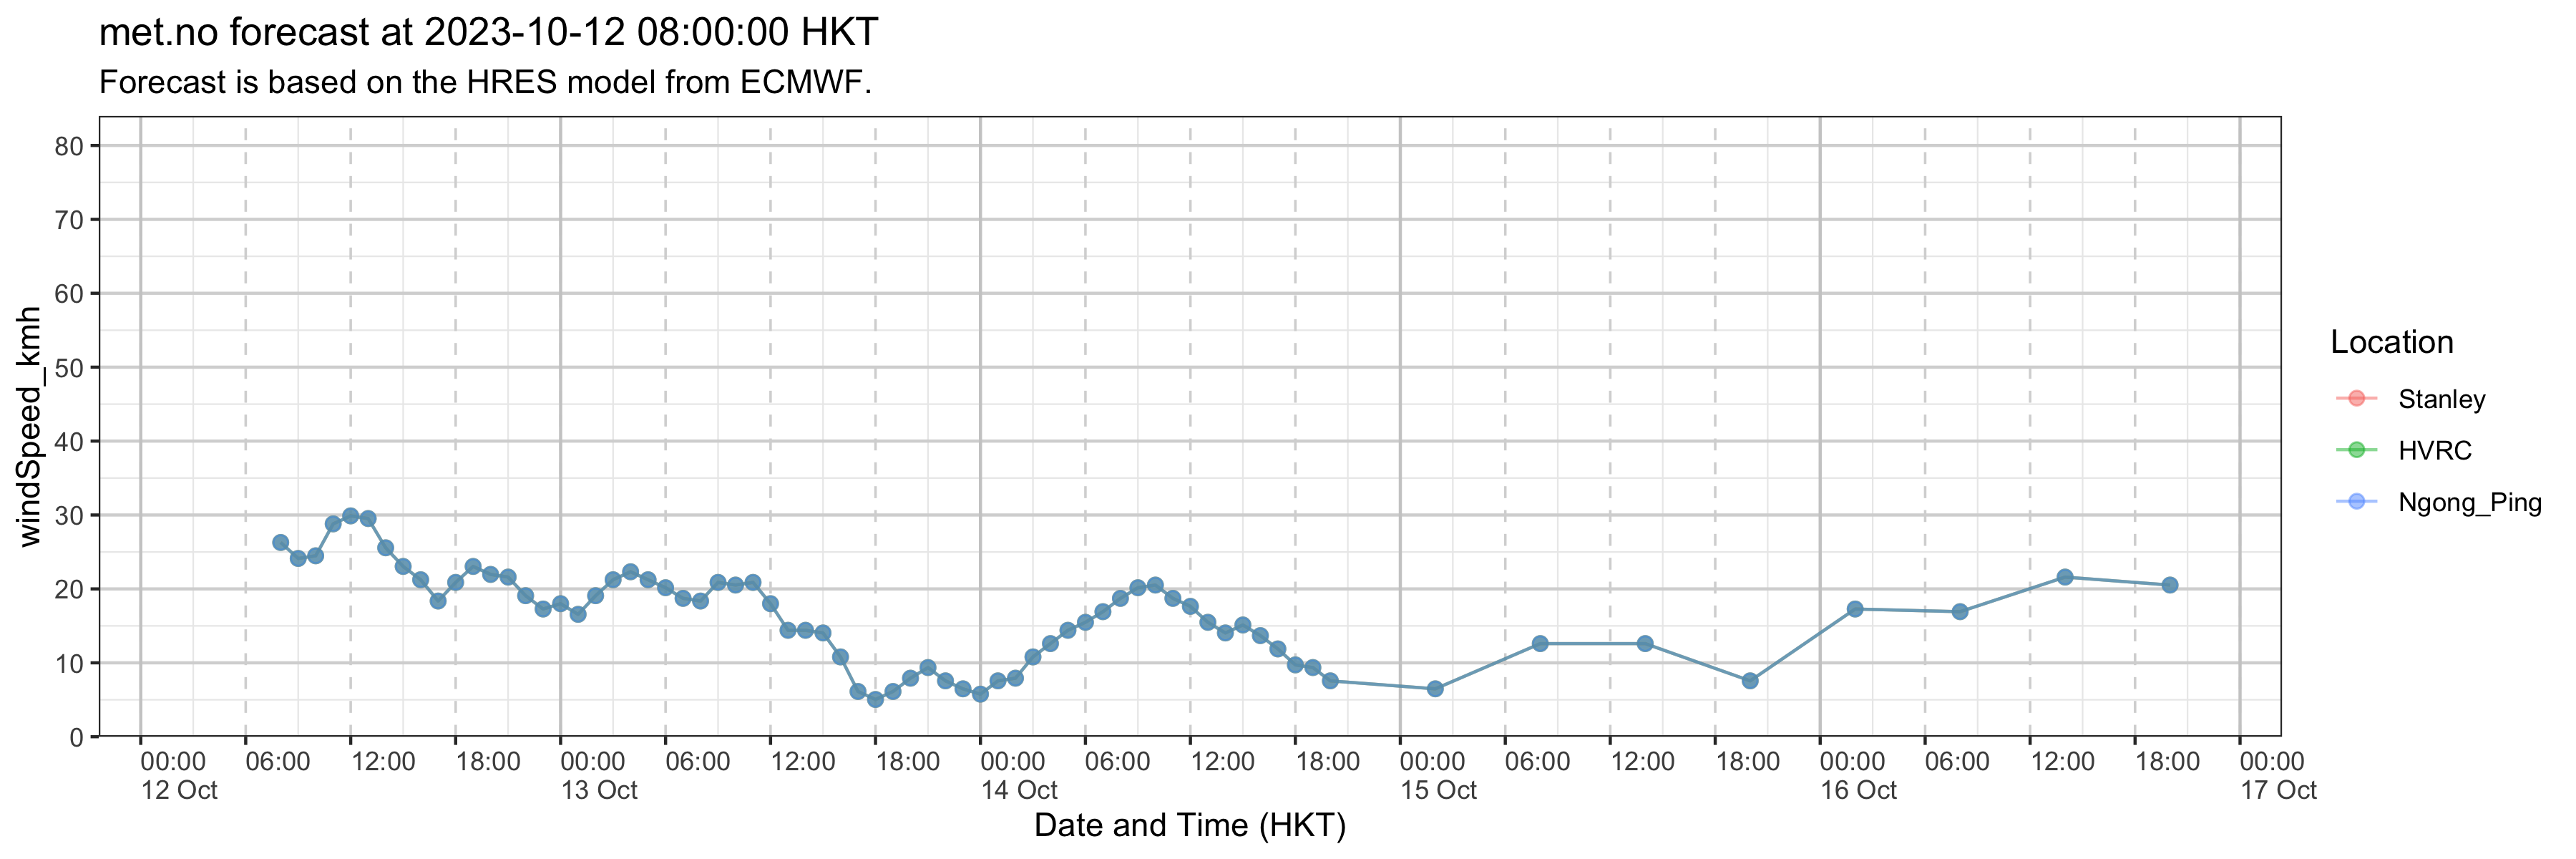 met.no forecast at 2023-10-12 08:00:00 HKT
Forecast is based on the HRES model from ECMWF.
windSpeed_kmh
80
70
60
50
40
30
20
10
0
00:00 06:00 12:00 18:00 00:00 06:00 12:00 18:00 00:00 06:00 12:00 18:00 00:00 06:00 12:00 18:00 00:00 06:00 12:00 18:00 00:00
12 Oct 13 Oct 14 Oct 15 Oct 16 Oct 17 Oct
Date and Time (HKT)
Location
Stanley
HVRC
Ngong_Ping